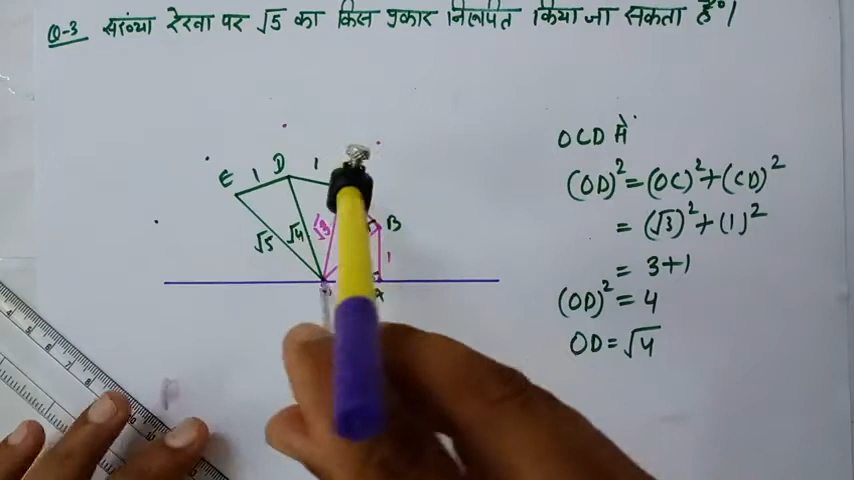 Q-3 संख्या रेखा पर √5 का किस प्रकार निरूपित किया जा सकता है।
OCD में
(OD)²=(OC)²+(CD)²
= (√3)²+(1)²
= 3+1
(OD)² = 4
OD=√4
E 1 D 1
√5 √4 √3 B
1
A